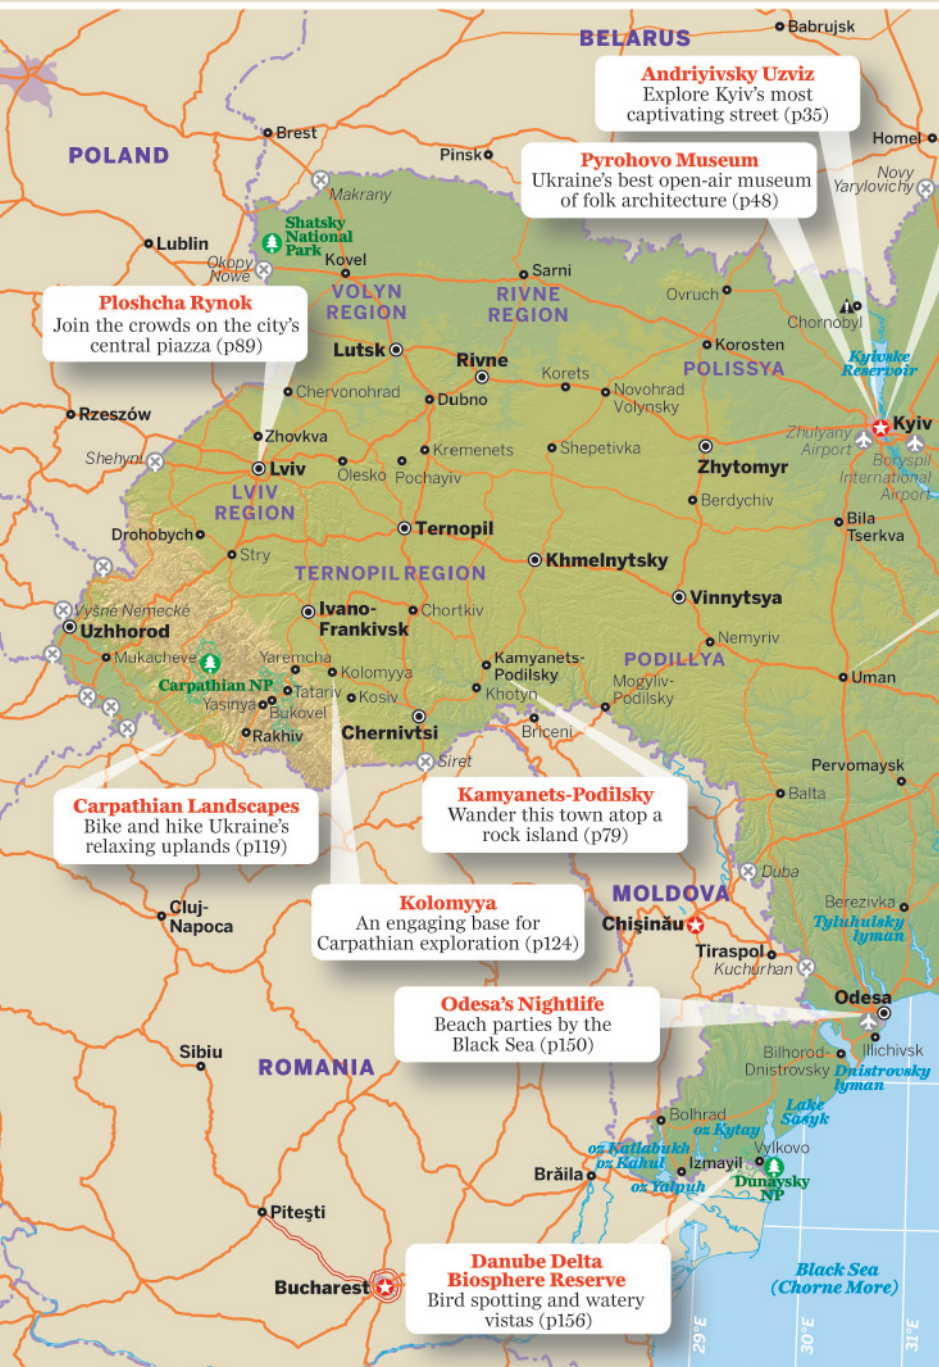 Babrujsk
BELARUS
Andriyivsky Uzviz
Explore Kyiv's most
captivating street (p35)
Brest
Homel
POLAND
Pinsk
Pyrohovo Museum
Ukraine's best open-air museum
of folk architecture (p48)
Novy
Yarylovichy
Makrany
Shatsky
National
Park
Lublin
Okopy
Nowe
Kovel
Sarni
VOLYN
REGION
RIVNE
REGION
Ovruch
Chornobyl
Ploshcha Rynok
Join the crowds on the city's
central piazza (p89)
Lutsk
Rivne
Korosten
POLISSYA
Kyivske
Reservoir
Korets
Chervonohrad
Dubno
Novohrad
Volynsky
Rzeszów
Zhovkva
Kyiv
Zhulyany
Airport
Shehyni
Lviv
Kremenets
Shepetivka
Olesko
Pochayiv
Zhytomyr
Boryspil
International
Airport
LVIV
REGION
Berdychiv
Drohobych
Ternopil
Bila
Tserkva
Stry
Khmelnytsky
TERNOPIL REGION
Vyšné Nemecké
Uzhhorod
Ivano-
Frankivsk
Chortkiv
Vinnytsya
Nemyriv
Mukacheve
Yaremcha
Kolomyya
Kamyanets-
Podilsky
PODILLYA
Carpathian NP
Tatariv
Kosiv
Khotyn
Mogyliv-
Podilsky
Uman
Yasinya
Bukovel
Rakhiv
Chernivtsi
Briceni
Siret
Pervomaysk
Carpathian Landscapes
Bike and hike Ukraine's
relaxing uplands (p119)
Kamyanets-Podilsky
Wander this town atop a
rock island (p79)
Balta
Duba
Kolomyya
An engaging base for
Carpathian exploration (p124)
MOLDOVA
Chişinău
Berezivka
Tyluhulsky
lyman
Cluj-
Napoca
Tiraspol
Kuchurhan
Odesa's Nightlife
Beach parties by the
Black Sea (p150)
Odesa
Sibiu
ROMANIA
Bilhorod-
Dnistrovsky
Illichivsk
Dnistrovsky
lyman
Lake
Sasyk
Bolhrad
oz Kytay
oz Katlabukh
oz Kahul
oz Yalpuh
Vylkovo
Izmayil
Dunaysky
NP
Brăila
Piteşti
Bucharest
Danube Delta
Biosphere Reserve
Bird spotting and watery
vistas (p156)
Black Sea
(Chorne More)
29°E
30°E
31°E